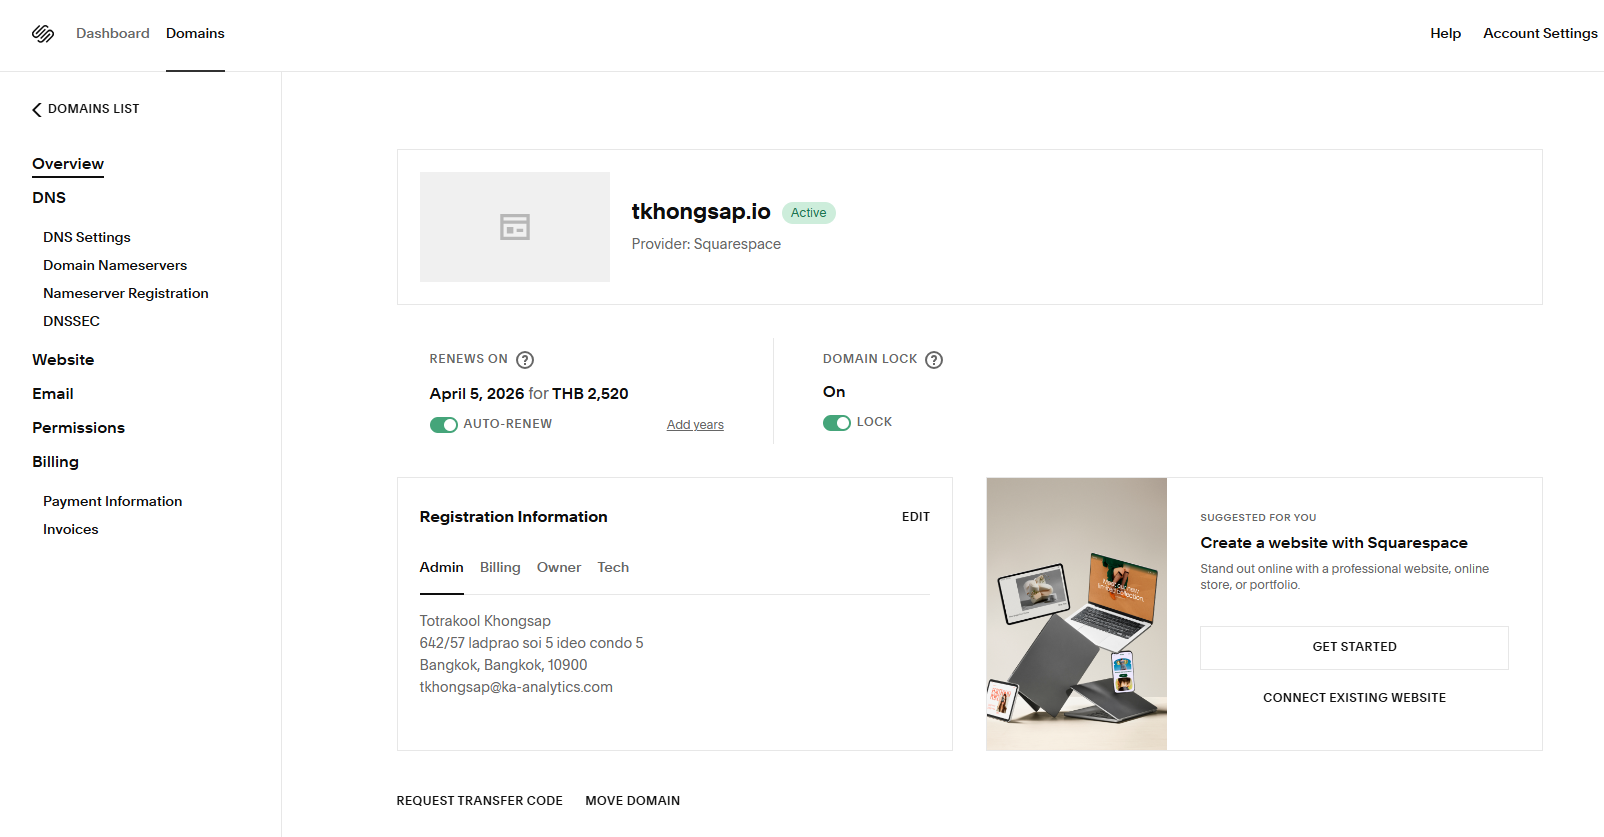 Dashboard
Domains
Help
Account Settings
DOMAINS LIST
Overview
DNS
DNS Settings
Domain Nameservers
Nameserver Registration
DNSSEC
Website
Email
Permissions
Billing
Payment Information
Invoices
tkhongsap.io
Active
Provider: Squarespace
RENEWS ON ?
April 5, 2026 for THB 2,520
AUTO-RENEW
Add years
DOMAIN LOCK ?
On
LOCK
Registration Information
EDIT
Admin
Billing
Owner
Tech
Totrakool Khongsap
642/57 ladprao soi 5 ideo condo 5
Bangkok, Bangkok, 10900
tkhongsap@ka-analytics.com
SUGGESTED FOR YOU
Create a website with Squarespace
Stand out online with a professional website, online
store, or portfolio.
GET STARTED
CONNECT EXISTING WEBSITE
REQUEST TRANSFER CODE
MOVE DOMAIN